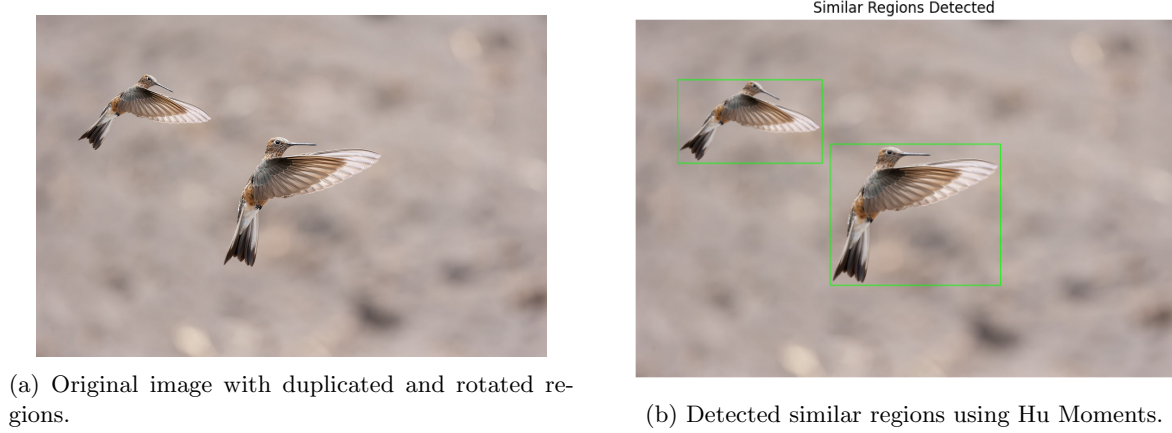 Similar Regions Detected
(a) Original image with duplicated and rotated re-
gions.
(b) Detected similar regions using Hu Moments.